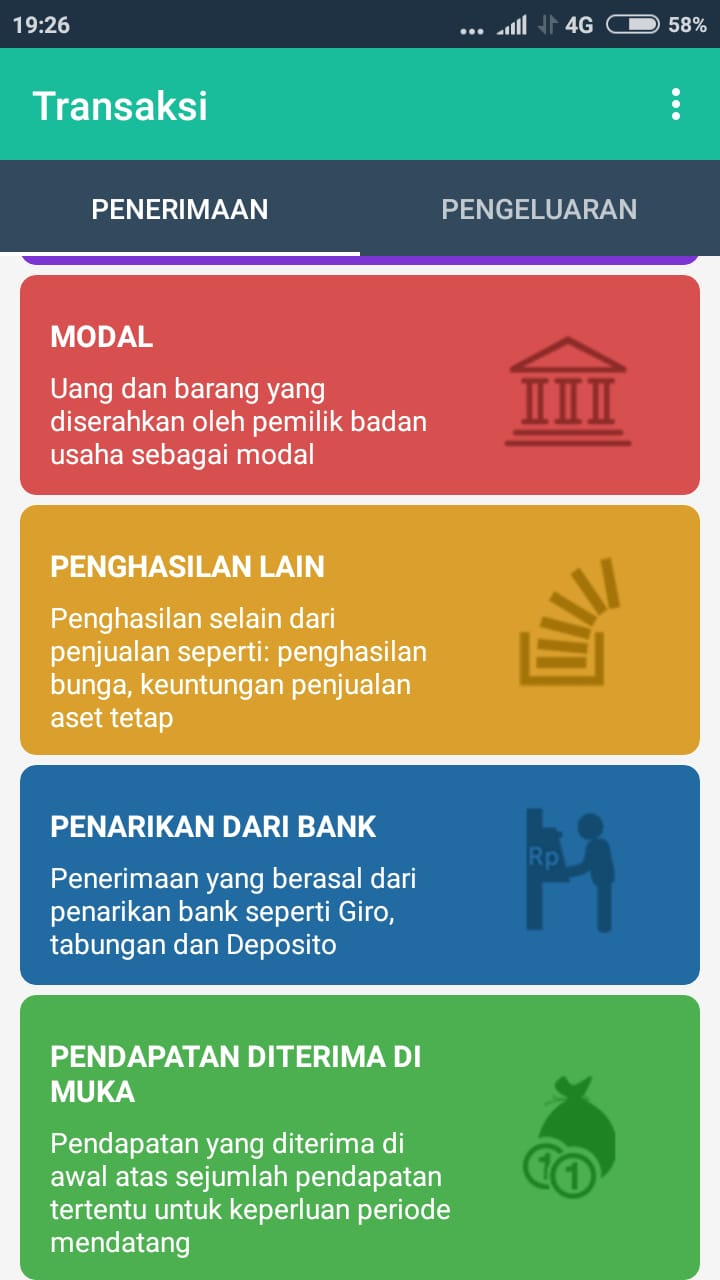 19:26
4G
58%
Transaksi
PENERIMAAN
PENGELUARAN
MODAL
Uang dan barang yang
diserahkan oleh pemilik badan
usaha sebagai modal
PENGHASILAN LAIN
Penghasilan selain dari
penjualan seperti: penghasilan
bunga, keuntungan penjualan
aset tetap
PENARIKAN DARI BANK
Penerimaan yang berasal dari
penarikan bank seperti Giro,
tabungan dan Deposito
Rp
PENDAPATAN DITERIMA DI
MUKA
Pendapatan yang diterima di
awal atas sejumlah pendapatan
tertentu untuk keperluan periode
mendatang
1
1